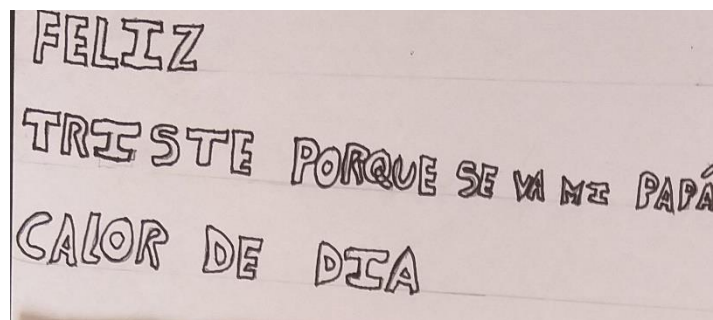 FELIZ
TRISTE PORQUE SE VA MI PAPÁ
CALOR DE DIA